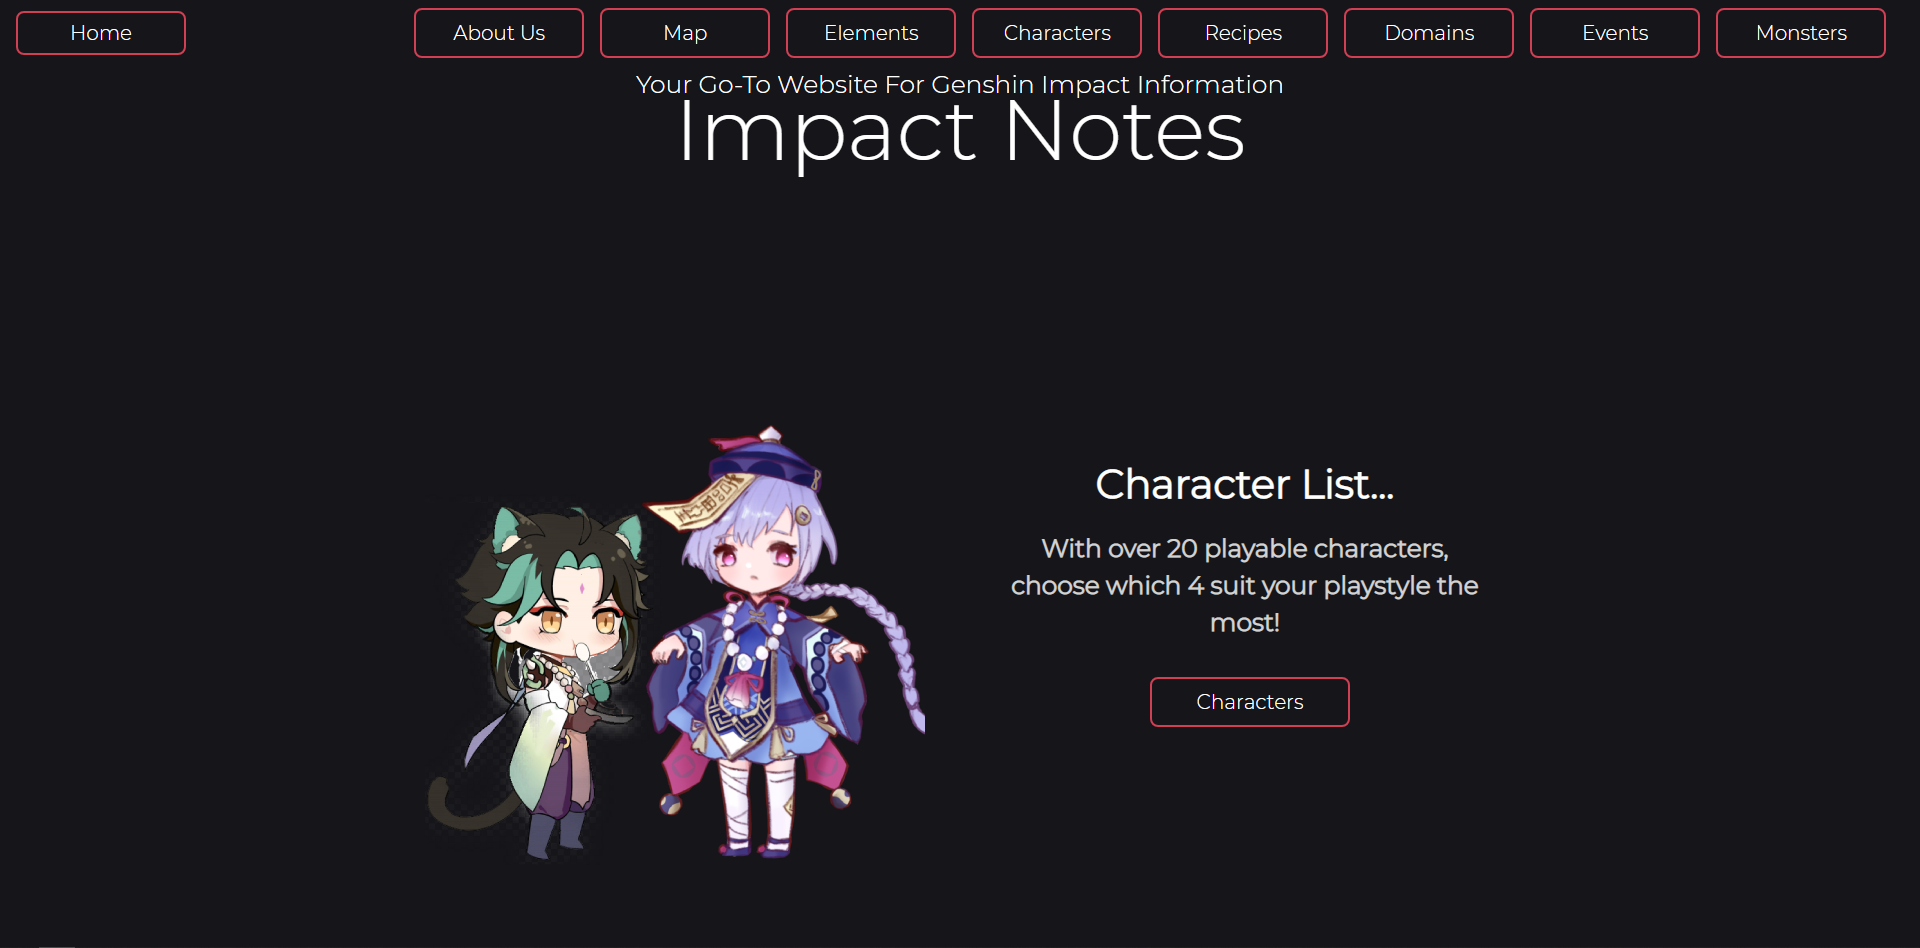 Home
About Us
Map
Elements
Characters
Recipes
Domains
Events
Monsters
Your Go-To Website For Genshin Impact Information
Impact Notes
Character List...
With over 20 playable characters,
choose which 4 suit your playstyle the
most!
Characters